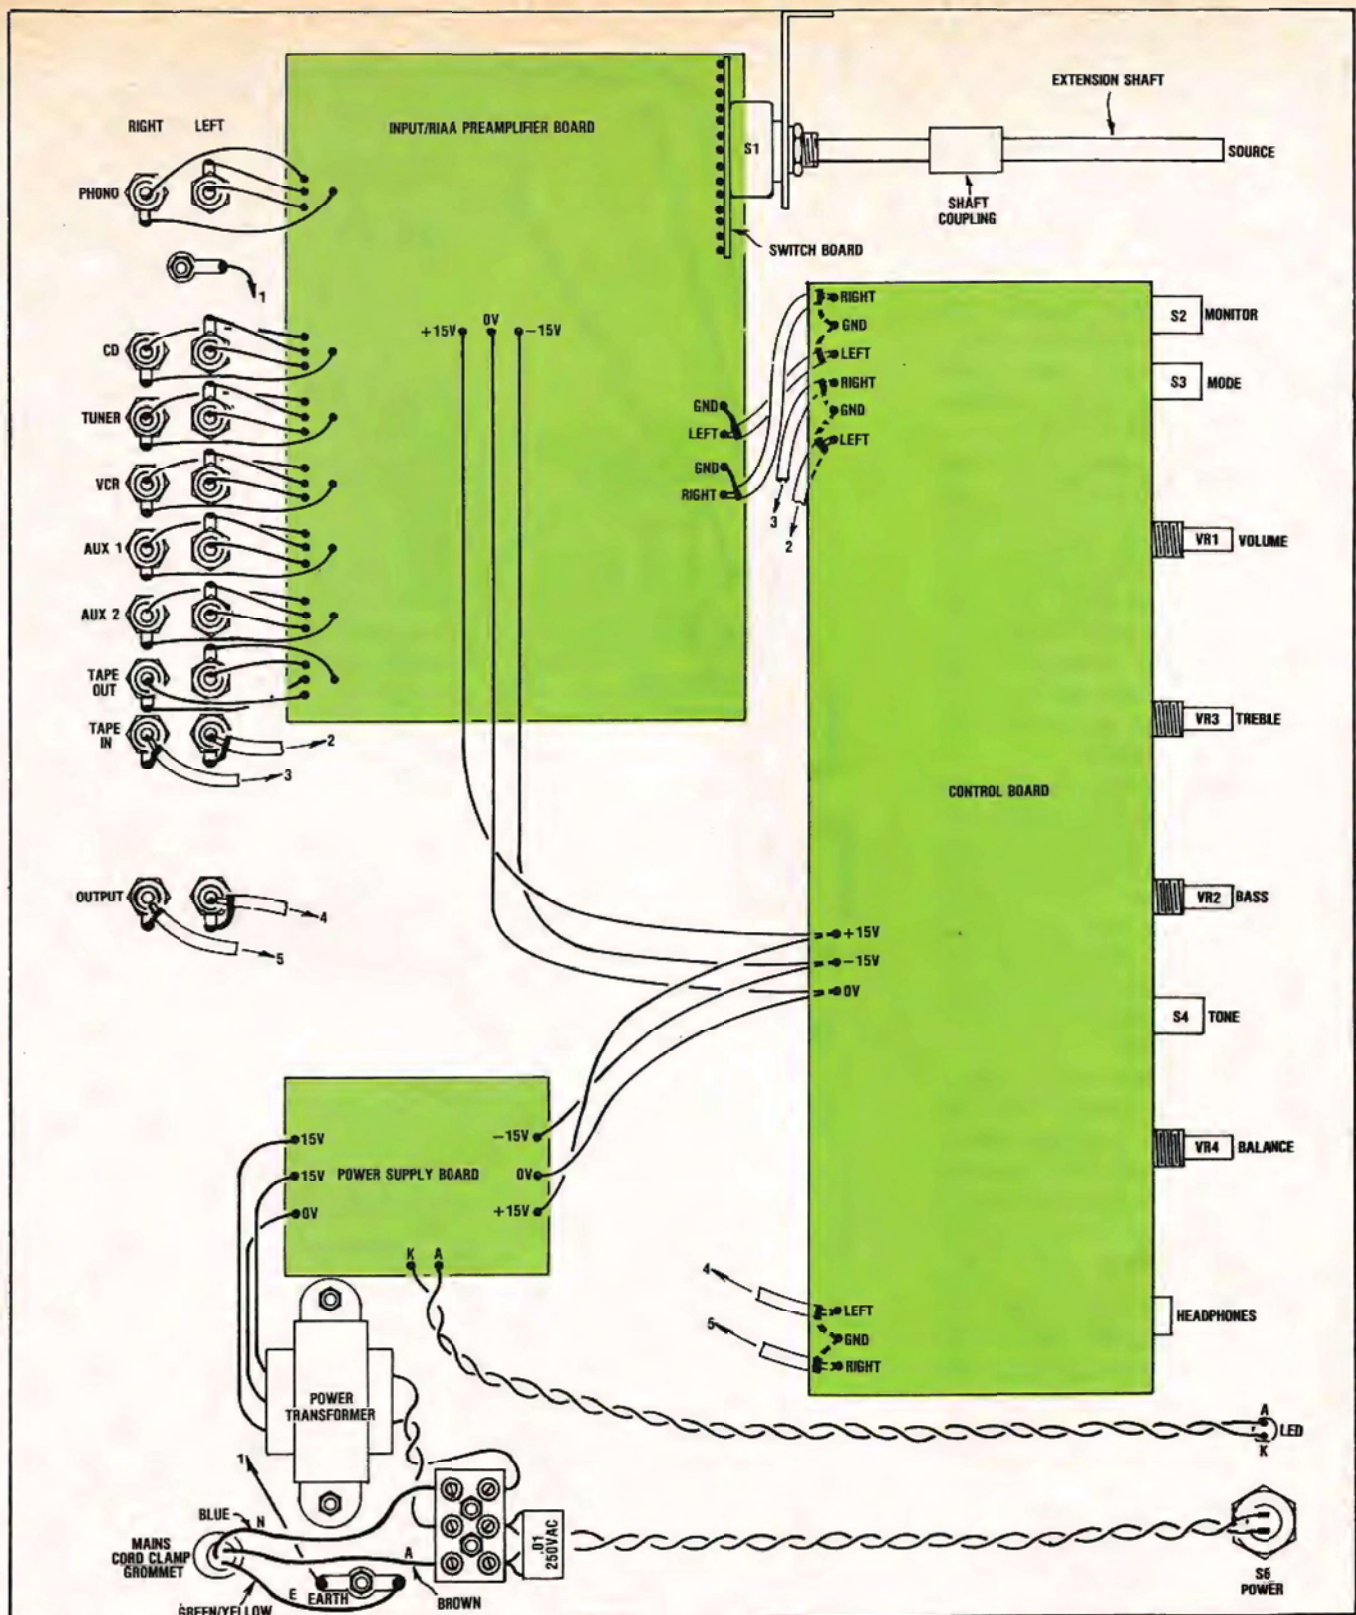 EXTENSION SHAFT
RIGHT LEFT
INPUT/RIAA PREAMPLIFIER BOARD
S1
SOURCE
PHONO
SHAFT
COUPLING
SWITCH BOARD
1
RIGHT
S2 MONITOR
+15V 0V -15V
GND
CD
LEFT
RIGHT
S3 MODE
GND
GND
TUNER
LEFT
LEFT
GND
VCR
RIGHT
3
2
AUX 1
VR1 VOLUME
AUX 2
TAPE
OUT
TAPE
IN
2
3
VR3 TREBLE
CONTROL BOARD
OUTPUT
4
5
VR2 BASS
+15V
-15V
0V
S4 TONE
15V
-15V
15V
POWER SUPPLY BOARD
0V
VR4 BALANCE
0V
+15V
K A
4
LEFT
HEADPHONES
5
GND
RIGHT
POWER
TRANSFORMER
A
LED
K
1
BLUE N
MAINS
CORD CLAMP
GROMMET
A
.01
250VAC
E EARTH
BROWN
GREEN/YELLOW
S6
POWER